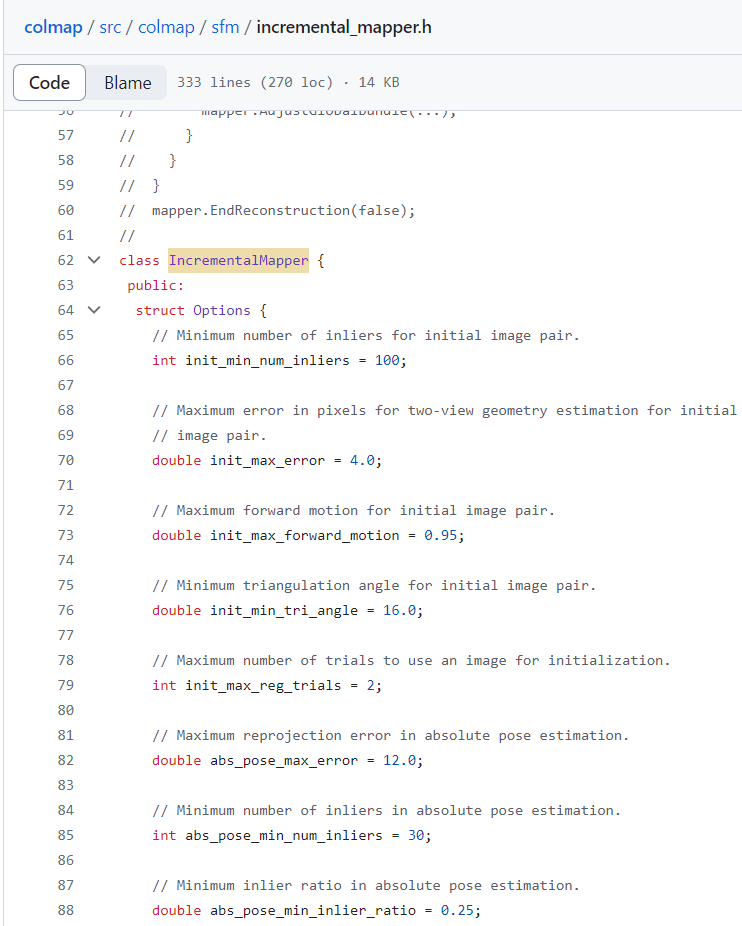 colmap / src / colmap / sfm / incremental_mapper.h
Code Blame 333 lines (270 loc) · 14 KB
56 // mapper.AdjustGlobalBundle(...);
57 // }
58 // }
59 // }
60 // mapper.EndReconstruction(false);
61 //
62 class IncrementalMapper {
63 public:
64 struct Options {
65 // Minimum number of inliers for initial image pair.
66 int init_min_num_inliers = 100;
67
68 // Maximum error in pixels for two-view geometry estimation for initial
69 // image pair.
70 double init_max_error = 4.0;
71
72 // Maximum forward motion for initial image pair.
73 double init_max_forward_motion = 0.95;
74
75 // Minimum triangulation angle for initial image pair.
76 double init_min_tri_angle = 16.0;
77
78 // Maximum number of trials to use an image for initialization.
79 int init_max_reg_trials = 2;
80
81 // Maximum reprojection error in absolute pose estimation.
82 double abs_pose_max_error = 12.0;
83
84 // Minimum number of inliers in absolute pose estimation.
85 int abs_pose_min_num_inliers = 30;
86
87 // Minimum inlier ratio in absolute pose estimation.
88 double abs_pose_min_inlier_ratio = 0.25;